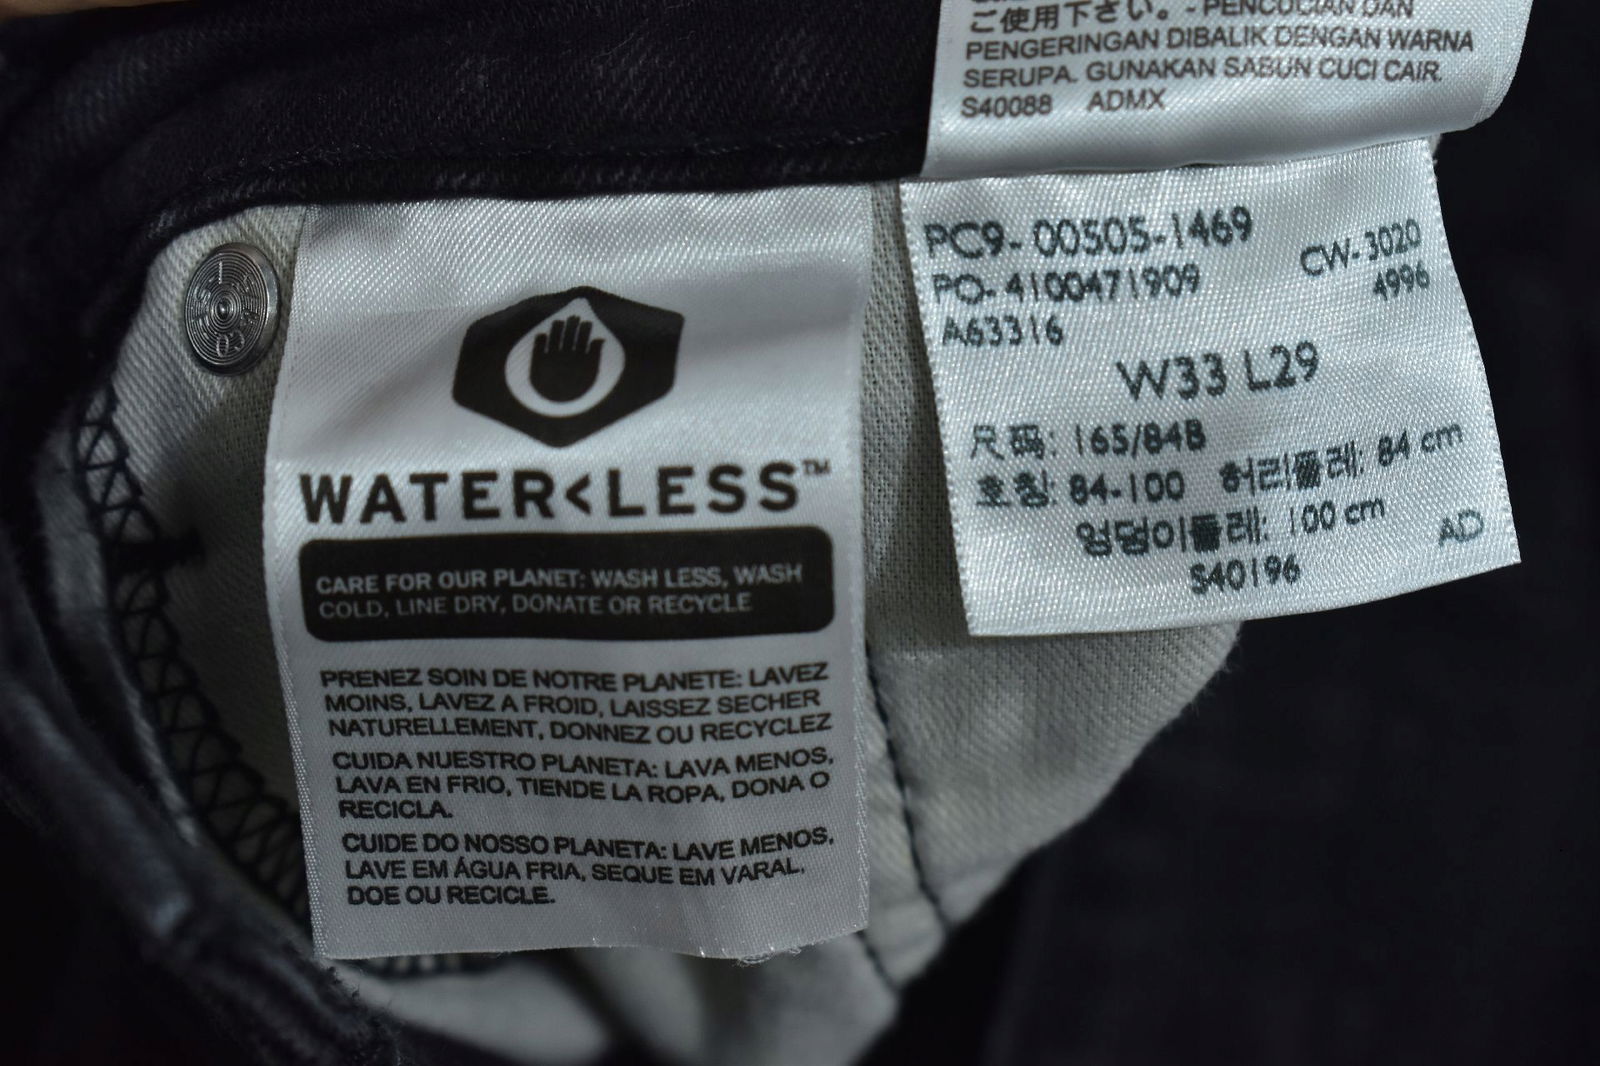 ご使用下さい。- PENCUCIAN DAN
PENGERINGAN DIBALIK DENGAN WARNA
SERUPA. GUNAKAN SABUN CUCI CAIR.
S40088 ADMX
PC9-00505-1469
CW-3020
PO-4100471909
4996
A63316
W33 L29
尺码: 165/84B
호칭: 84-100 허리둘레: 84 cm
엉덩이둘레: 100 cm
AD
S40196
WATER<LESS™
CARE FOR OUR PLANET: WASH LESS, WASH
COLD, LINE DRY, DONATE OR RECYCLE
PRENEZ SOIN DE NOTRE PLANETE: LAVEZ
MOINS, LAVEZ A FROID, LAISSEZ SECHER
NATURELLEMENT, DONNEZ OU RECYCLEZ
CUIDA NUESTRO PLANETA: LAVA MENOS,
LAVA EN FRIO, TIENDE LA ROPA, DONA O
RECICLA.
CUIDE DO NOSSO PLANETA: LAVE MENOS,
LAVE EM ÁGUA FRIA, SEQUE EM VARAL,
DOE OU RECICLE.